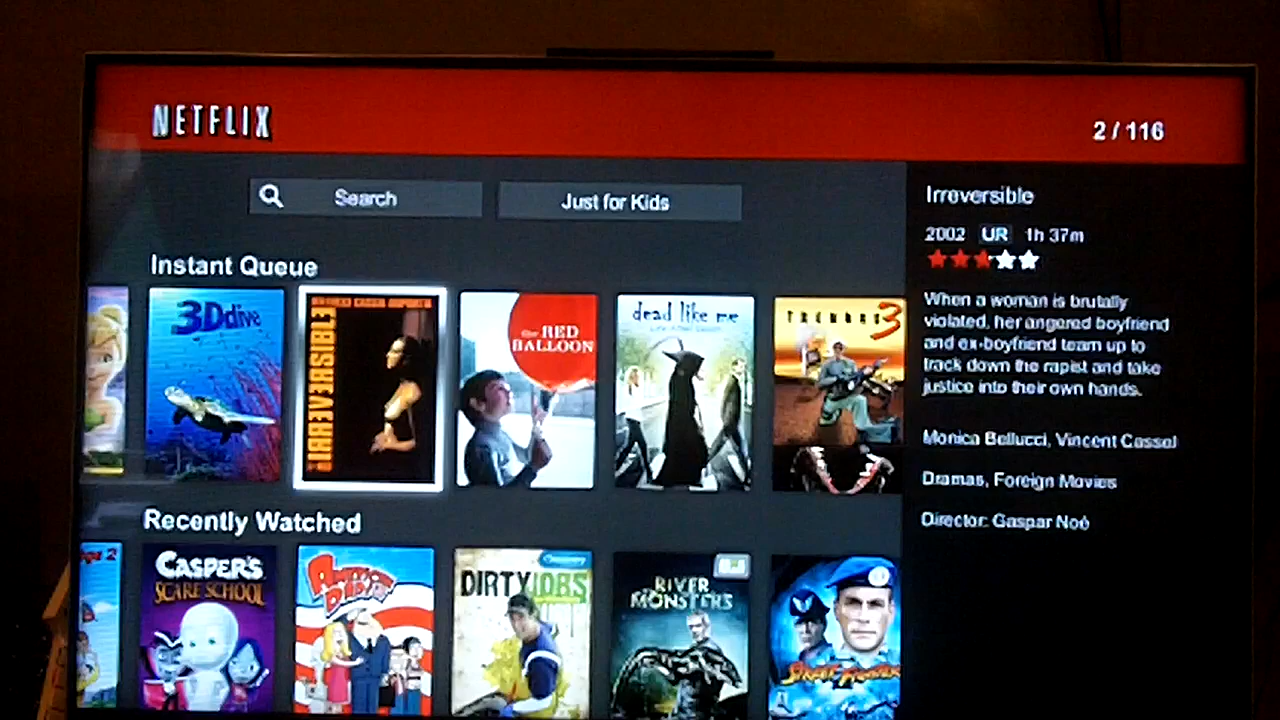 NETFLIX
2 / 116
Search
Just for Kids
Irreversible
2002 UR 1h 37m
When a woman is brutally
violated, her angered boyfriend
and ex-boyfriend team up to
track down the rapist and take
justice into their own hands.
Monica Bellucci, Vincent Cassel
Dramas, Foreign Movies
Director: Gaspar Noé
Instant Queue
3Ddive
IRREVERSIBLE
The RED
BALLOON
dead like me
TREMORS 3
Recently Watched
CASPER'S
SCARE SCHOOL
American
Dad!
DIRTY JOBS
RIVER
MONSTERS
STREET FIGHTER